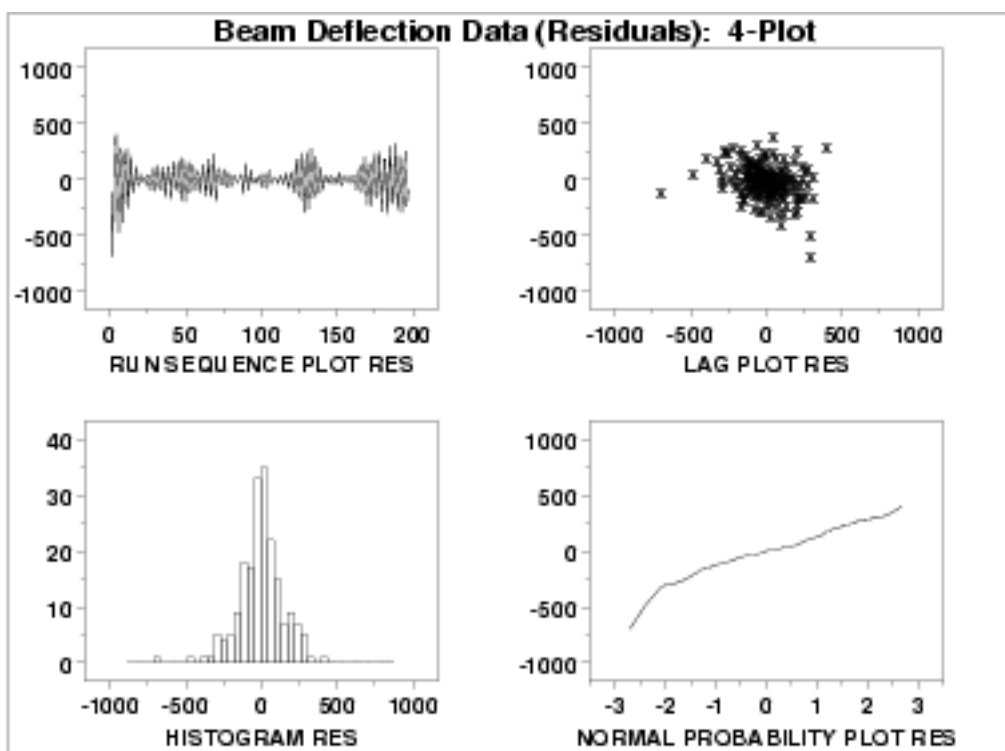 Beam Deflection Data (Residuals): 4-Plot
1000
500
0
-500
-1000
0 50 100 150 200
RUN SEQUENCE PLOT RES
1000
500
0
-500
-1000
-1000 -500 0 500 1000
LAG PLOT RES
40
30
20
10
0
-1000 -500 0 500 1000
HISTOGRAM RES
1000
500
0
-500
-1000
-3 -2 -1 0 1 2 3
NORMAL PROBABILITY PLOT RES